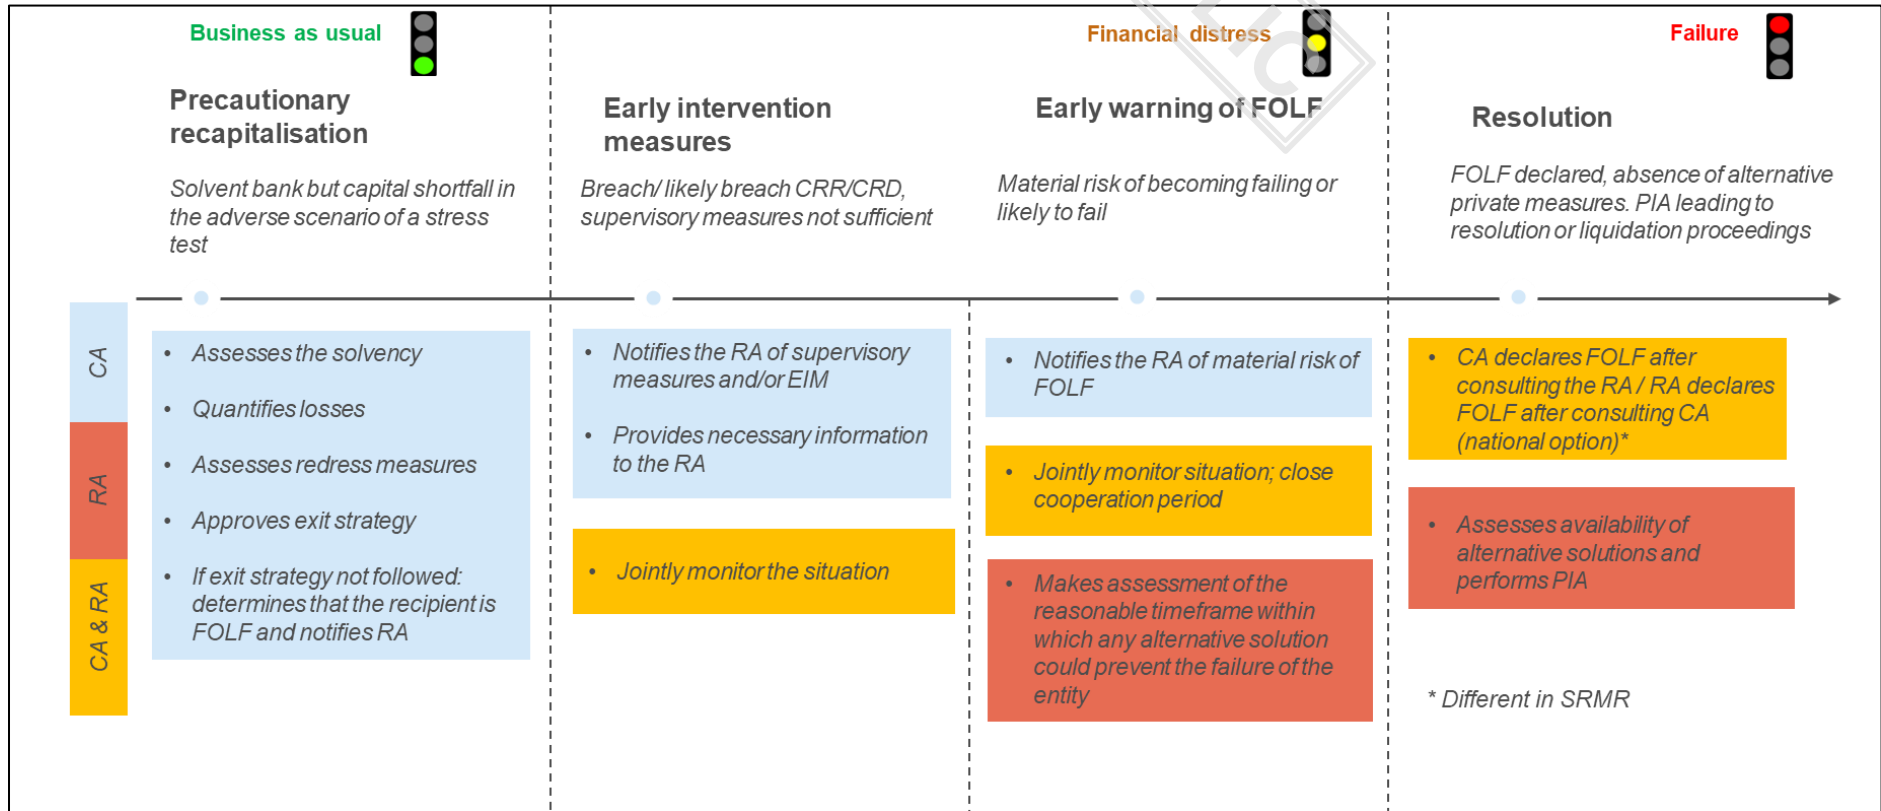 Business as usual
Financial distress
Failure
LIC
Precautionary
recapitalisation
Solvent bank but capital shortfall in
the adverse scenario of a stress
test
Early intervention
measures
Breach/ likely breach CRR/CRD,
supervisory measures not sufficient
Early warning of FOLF
Material risk of becoming failing or
likely to fail
Resolution
FOLF declared, absence of alternative
private measures. PIA leading to
resolution or liquidation proceedings
CA
RA
CA & RA
• Assesses the solvency
• Quantifies losses
• Assesses redress measures
• Approves exit strategy
• If exit strategy not followed:
determines that the recipient is
FOLF and notifies RA
• Notifies the RA of supervisory
measures and/or EIM
• Provides necessary information
to the RA
• Jointly monitor the situation
• Notifies the RA of material risk of
FOLF
• Jointly monitor situation; close
cooperation period
• Makes assessment of the
reasonable timeframe within
which any alternative solution
could prevent the failure of the
entity
• CA declares FOLF after
consulting the RA / RA declares
FOLF after consulting CA
(national option)*
• Assesses availability of
alternative solutions and
performs PIA
* Different in SRMR